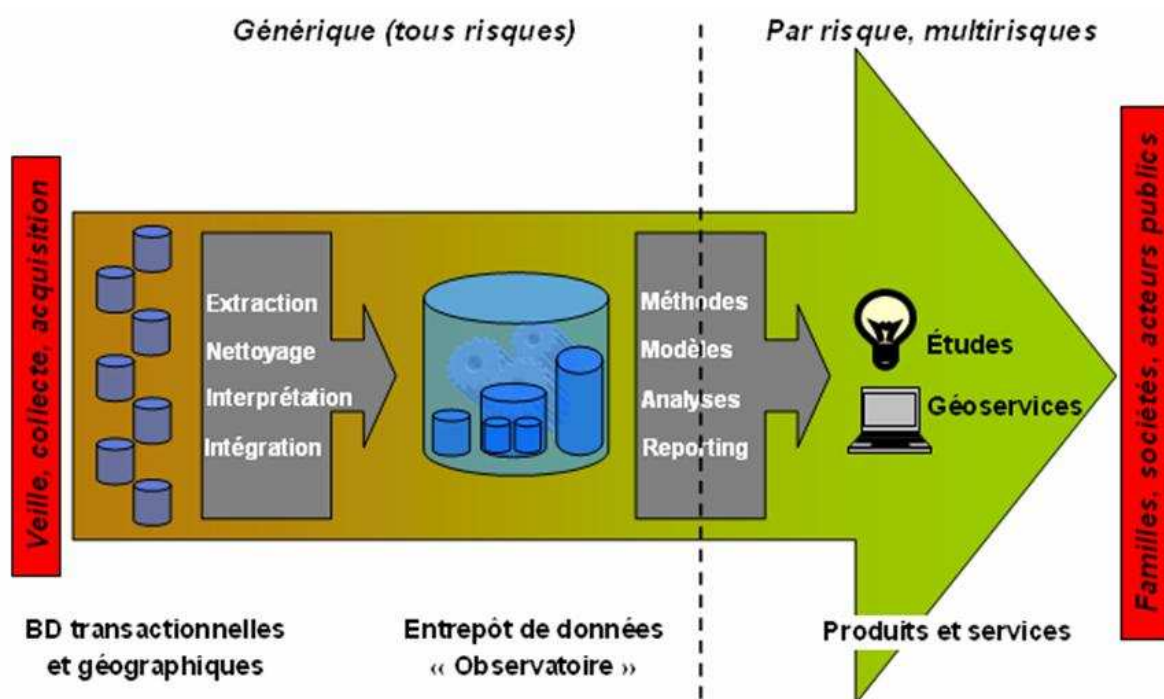 Générique (tous risques)
Par risque, multirisques
Veille, collecte, acquisition
Extraction
Nettoyage
Interprétation
Intégration
Méthodes
Modèles
Analyses
Reporting
Études
Géoservices
Familles, sociétés, acteurs publics
BD transactionnelles
et géographiques
Entrepôt de données
‹‹ Observatoire ››
Produits et services